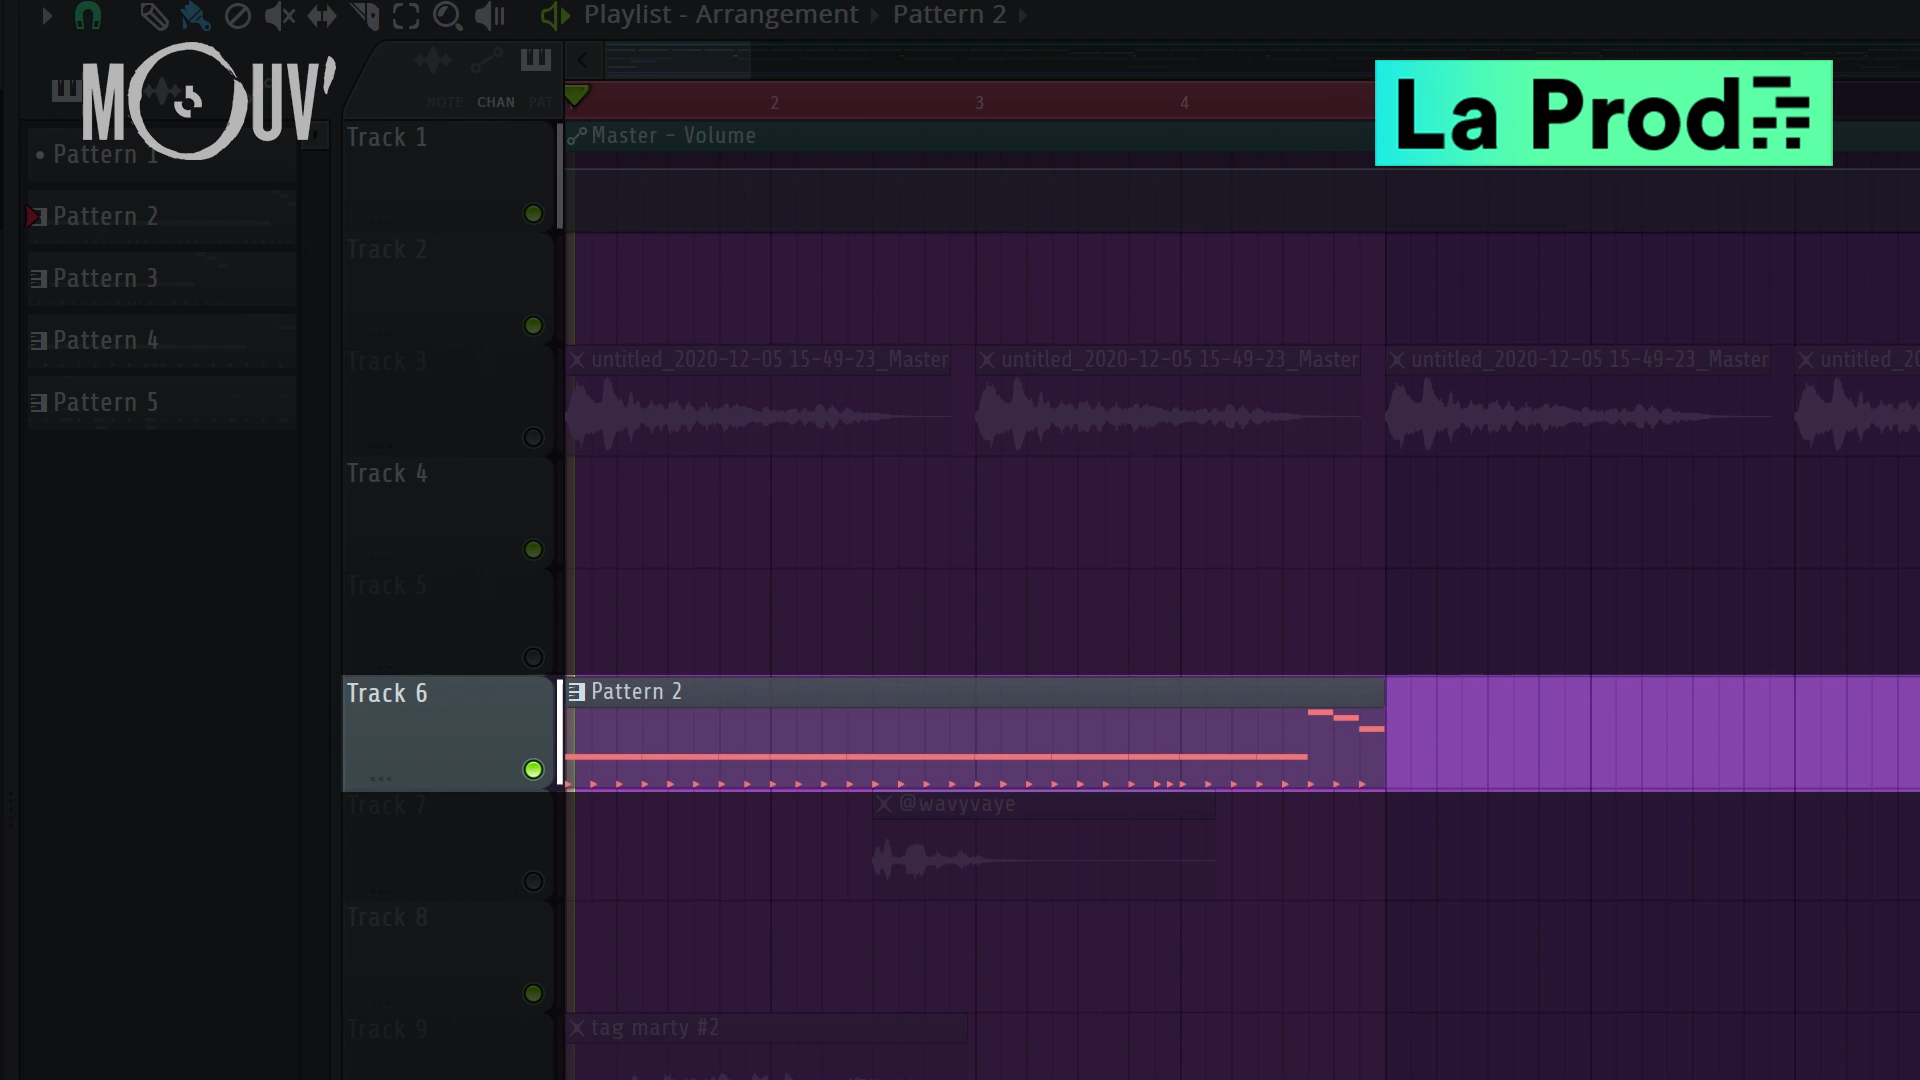 Playlist - Arrangement Pattern 2
MOUV'
La Prod
NOTE CHAN PAT
2 3 4
Pattern 1
Pattern 2
Pattern 3
Pattern 4
Pattern 5
Track 1
Master - Volume
Track 2
Track 3
untitled_2020-12-05 15-49-23_Master
untitled_2020-12-05 15-49-23_Master
untitled_2020-12-05 15-49-23_Master
untitled_20
Track 4
Track 5
Track 6
Pattern 2
Track 7
@wavyvaye
Track 8
Track 9
tag marty #2